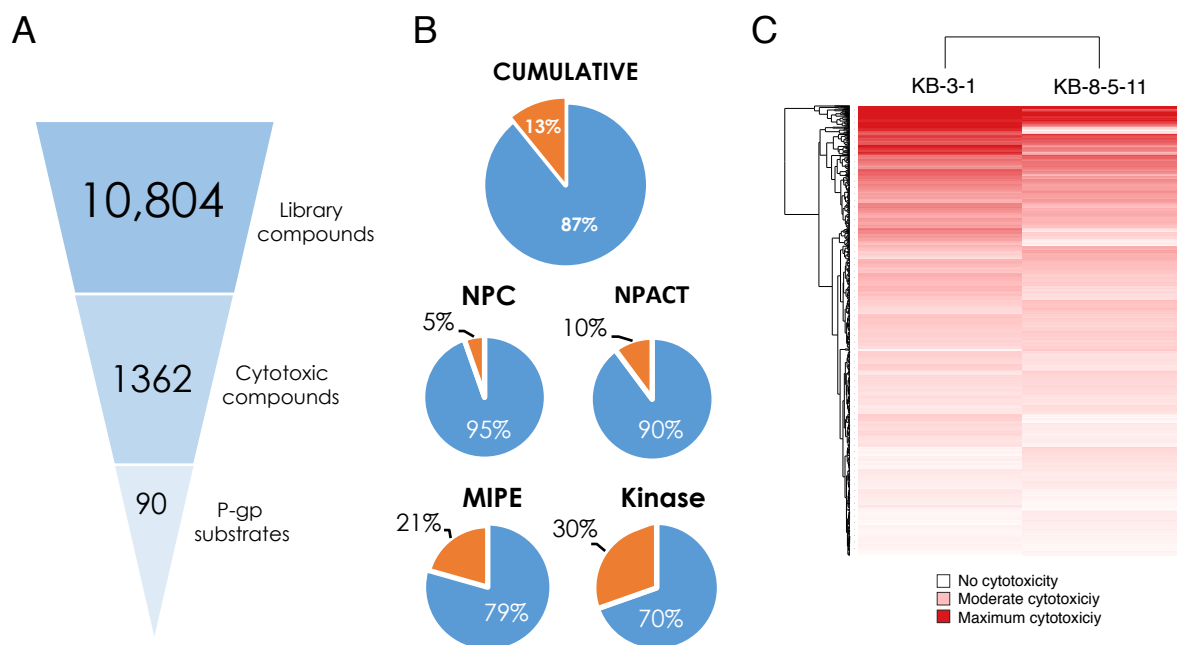 A
10,804
Library
compounds
1362
Cytotoxic
compounds
90
P-gp
substrates
B
CUMULATIVE
13%
87%
NPC
5%
95%
NPACT
10%
90%
MIPE
21%
79%
Kinase
30%
70%
C
KB-3-1
KB-8-5-11
No cytotoxicity
Moderate cytotoxiciy
Maximum cytotoxiciy